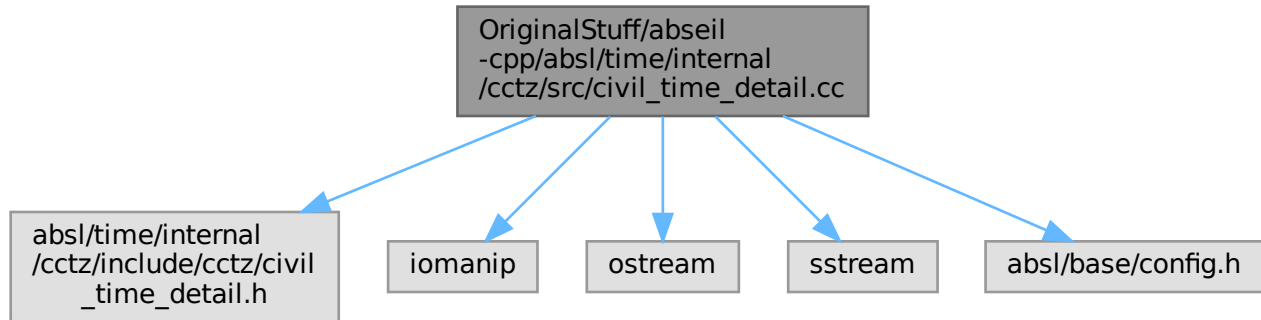 OriginalStuff/abseil
-cpp/absl/time/internal
/cctz/src/civil_time_detail.cc
absl/time/internal
/cctz/include/cctz/civil
_time_detail.h
iomanip
ostream
sstream
absl/base/config.h